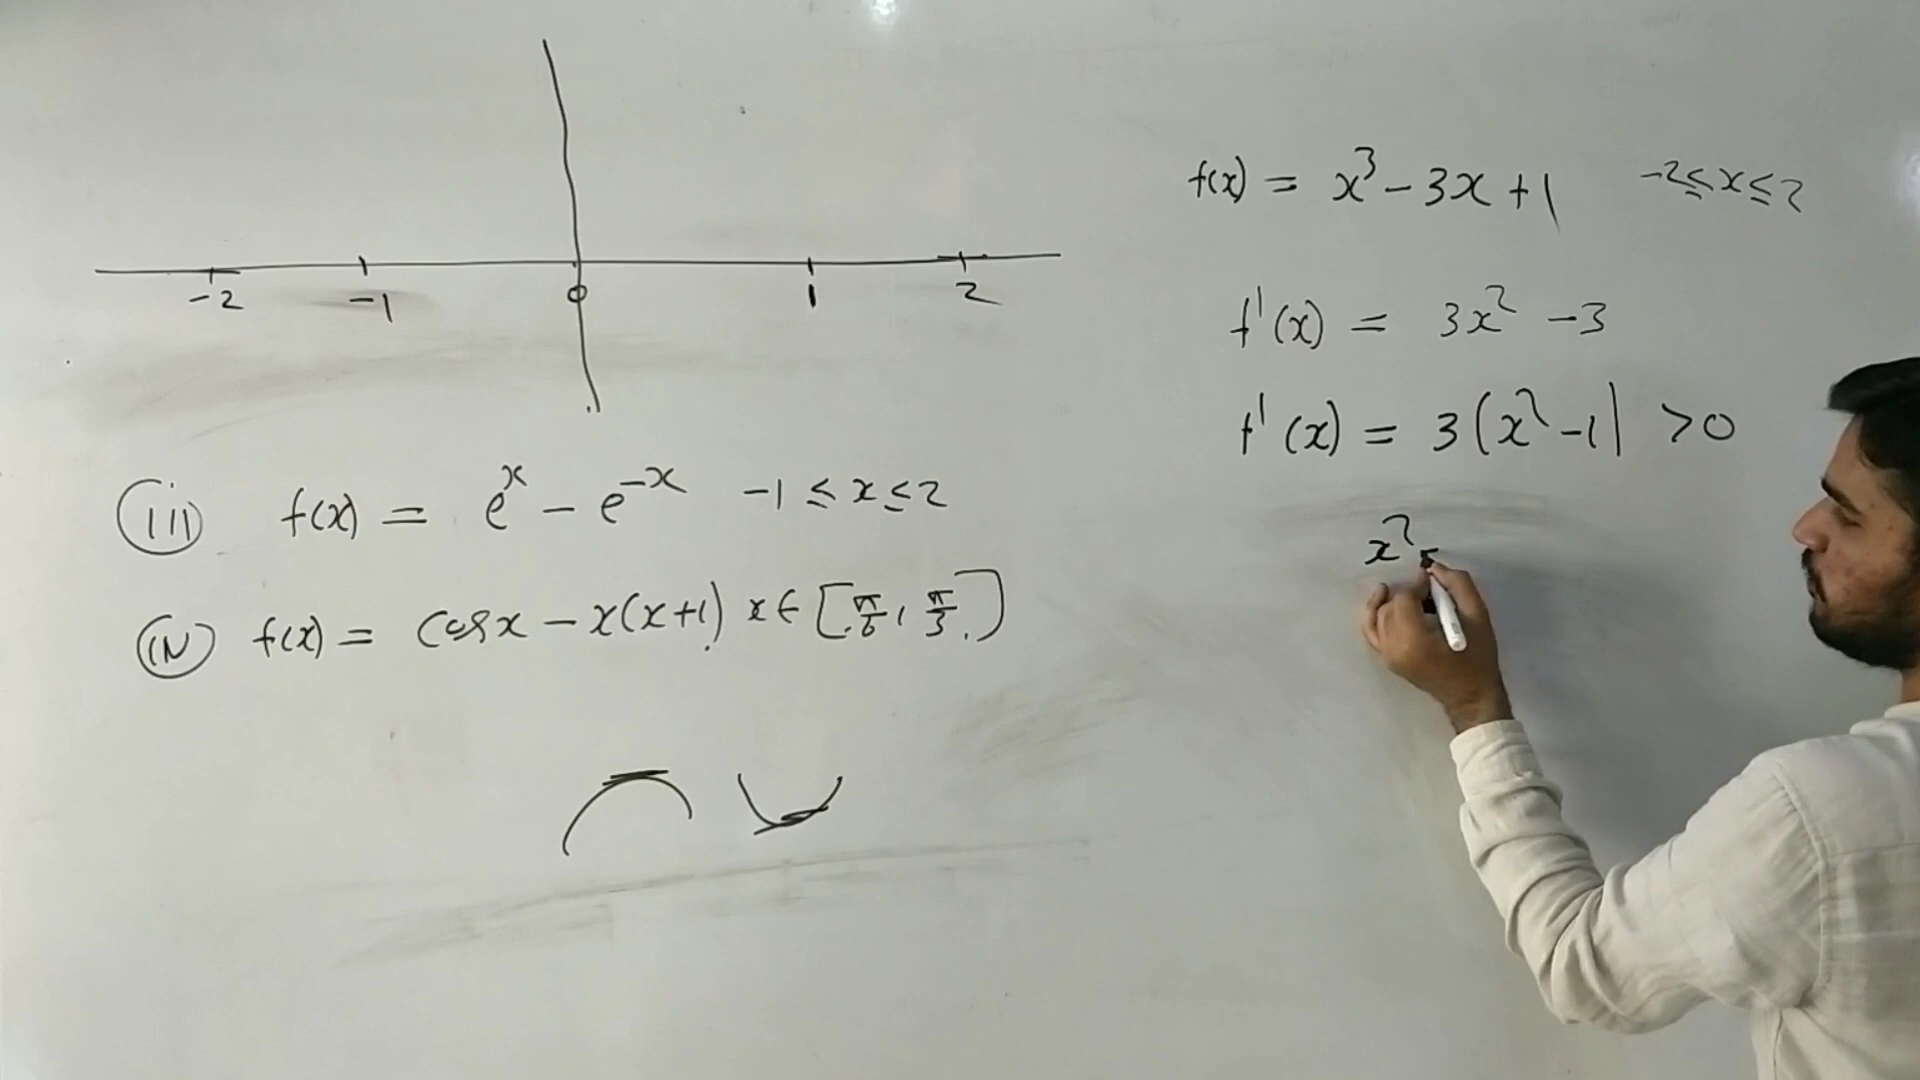 -2 -1 0 1 2
(iii) f(x) = e^x - e^-x -1 ≤ x ≤ 2
(iv) f(x) = cos x - x(x+1) x ∈ [π/6, π/3]
f(x) = x³ - 3x + 1 -2 ≤ x ≤ 2
f'(x) = 3x² - 3
f'(x) = 3(x² - 1) > 0
x²